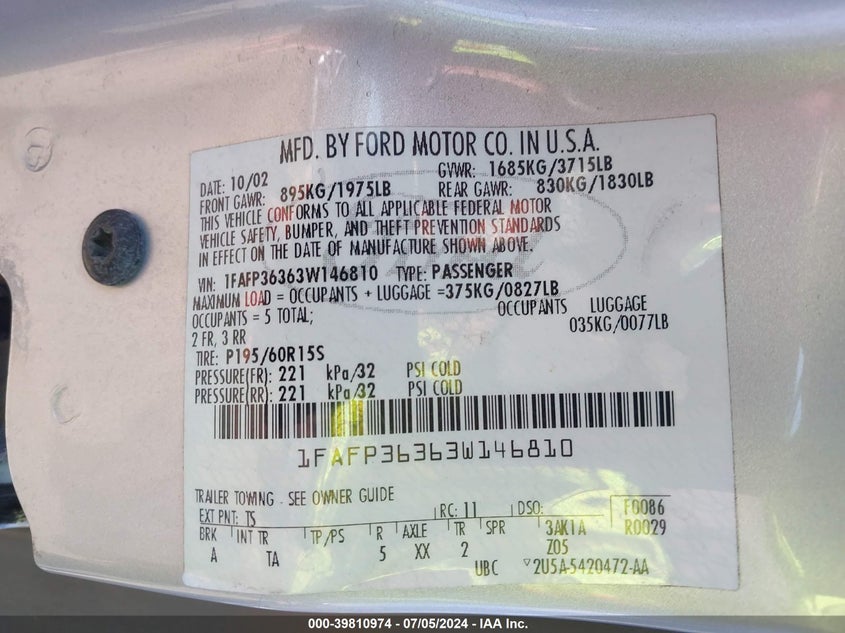 MFD. BY FORD MOTOR CO. IN U.S.A.
DATE: 10/02 GVWR: 1685KG/3715LB
FRONT GAWR: 895KG/1975LB REAR GAWR: 830KG/1830LB
THIS VEHICLE CONFORMS TO ALL APPLICABLE FEDERAL MOTOR
VEHICLE SAFETY, BUMPER, AND THEFT PREVENTION STANDARDS
IN EFFECT ON THE DATE OF MANUFACTURE SHOWN ABOVE.
VIN: 1FAFP36363W146810 TYPE: PASSENGER
MAXIMUM LOAD = OCCUPANTS + LUGGAGE =375KG/0827LB
OCCUPANTS = 5 TOTAL; OCCUPANTS LUGGAGE
2 FR, 3 RR 035KG/0077LB
TIRE: P195/60R15S
PRESSURE(FR): 221 kPa/32 PSI COLD
PRESSURE(RR): 221 kPa/32 PSI COLD
1FAFP36363W146810
TRAILER TOWING - SEE OWNER GUIDE
EXT PNT: TS RC: 11 DSO: F0086
BRK INT TR TP/PS R AXLE TR SPR 3AK1A R0029
A TA 5 XX 2 Z05
UBC ▽2U5A-5420472-AA
000-39810974 / 07/05/2024 - IAA Inc.